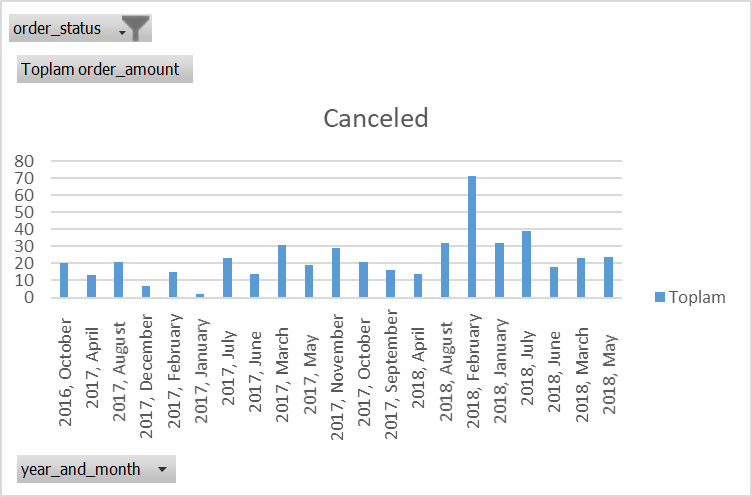 order_status
Toplam order_amount
Canceled
80
70
60
50
40
30
20
10
0
2016, October
2017, April
2017, August
2017, December
2017, February
2017, January
2017, July
2017, June
2017, March
2017, May
2017, November
2017, October
2017, September
2018, April
2018, August
2018, February
2018, January
2018, July
2018, June
2018, March
2018, May
Toplam
year_and_month